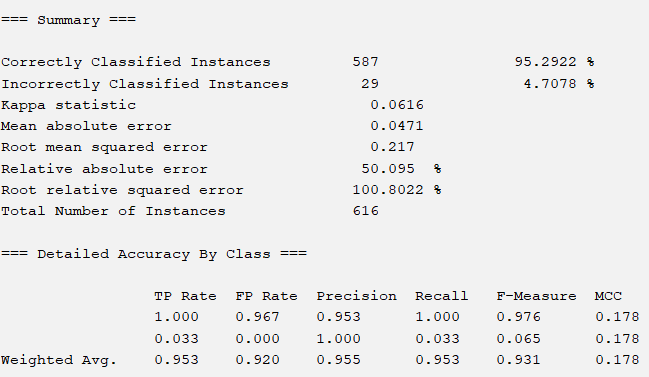 === Summary ===
Correctly Classified Instances 587 95.2922 %
Incorrectly Classified Instances 29 4.7078 %
Kappa statistic 0.0616
Mean absolute error 0.0471
Root mean squared error 0.217
Relative absolute error 50.095 %
Root relative squared error 100.8022 %
Total Number of Instances 616
=== Detailed Accuracy By Class ===
TP Rate FP Rate Precision Recall F-Measure MCC
1.000 0.967 0.953 1.000 0.976 0.178
0.033 0.000 1.000 0.033 0.065 0.178
Weighted Avg. 0.953 0.920 0.955 0.953 0.931 0.178